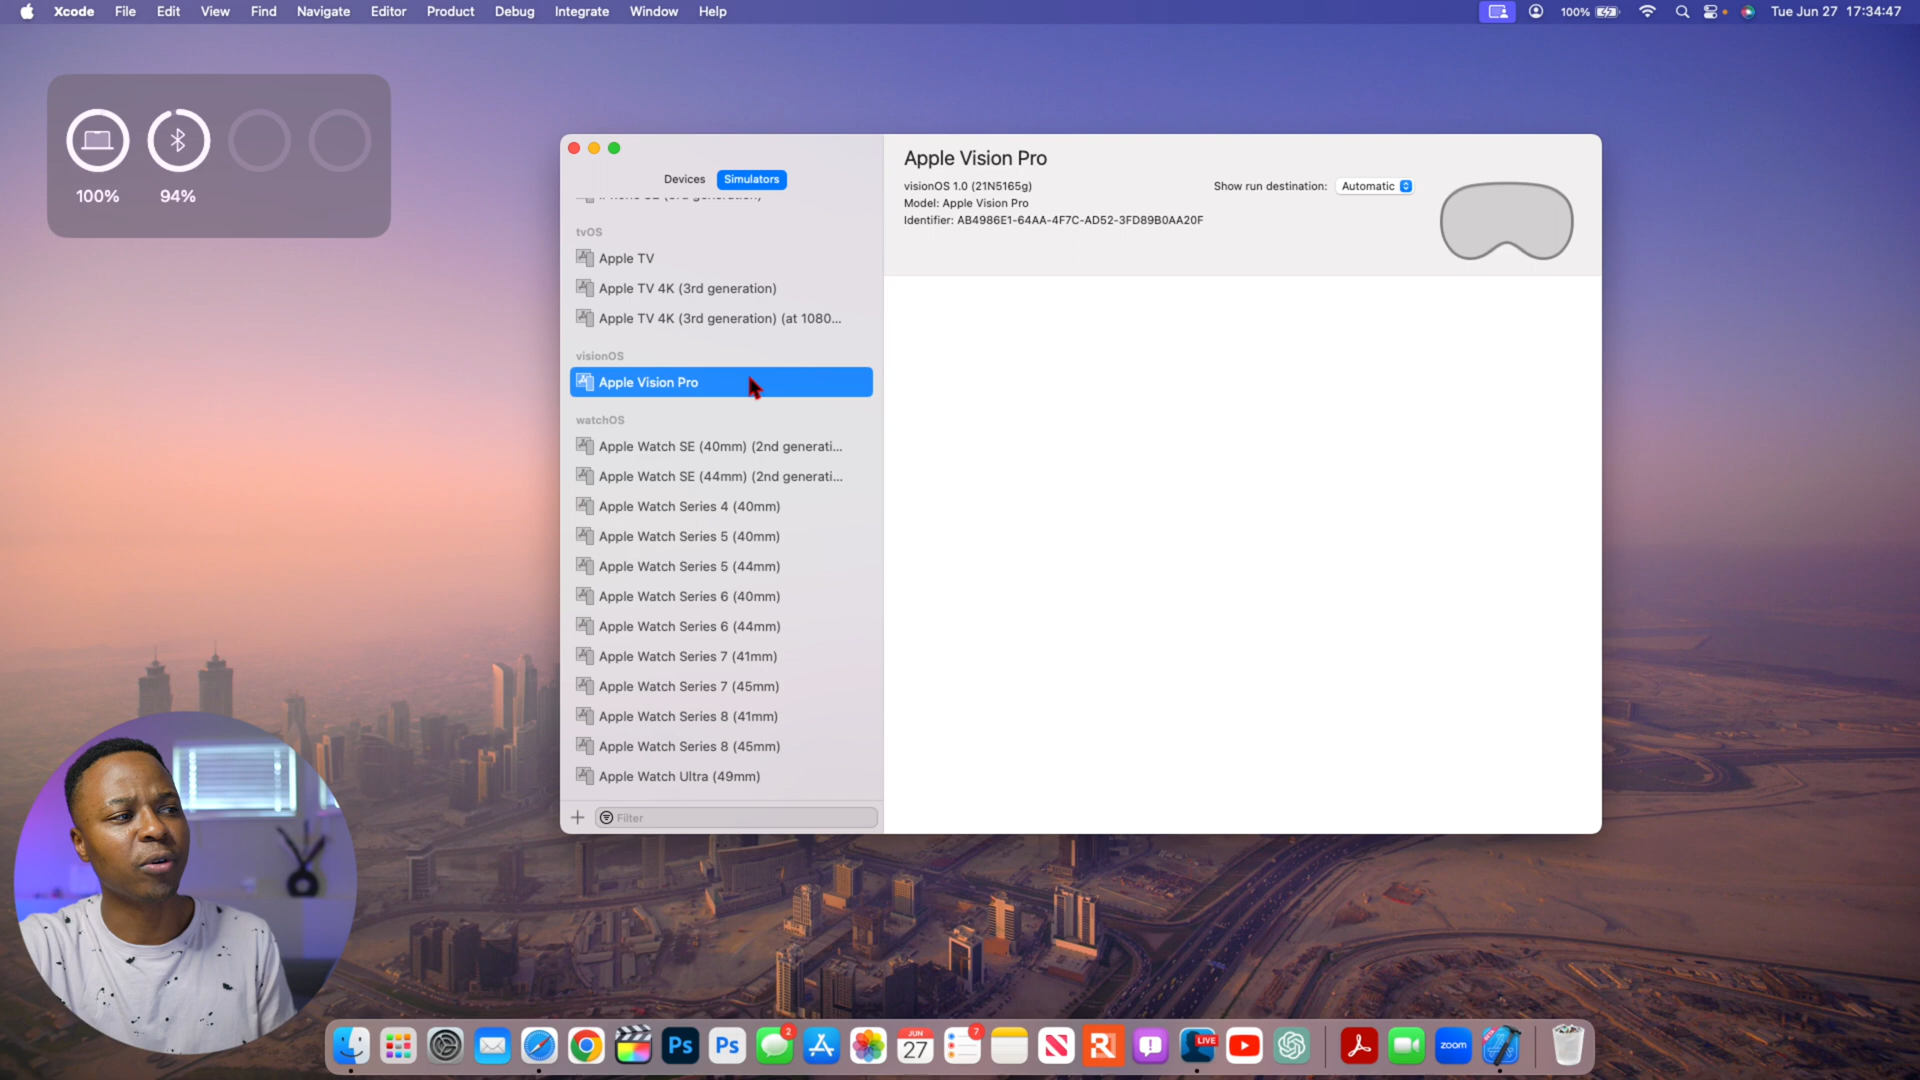 Xcode File Edit View Find Navigate Editor Product Debug Integrate Window Help
100% Tue Jun 27 17:34:47
100% 94%
Devices Simulators
tvOS
Apple TV
Apple TV 4K (3rd generation)
Apple TV 4K (3rd generation) (at 1080...
visionOS
Apple Vision Pro
watchOS
Apple Watch SE (40mm) (2nd generati...
Apple Watch SE (44mm) (2nd generati...
Apple Watch Series 4 (40mm)
Apple Watch Series 5 (40mm)
Apple Watch Series 5 (44mm)
Apple Watch Series 6 (40mm)
Apple Watch Series 6 (44mm)
Apple Watch Series 7 (41mm)
Apple Watch Series 7 (45mm)
Apple Watch Series 8 (41mm)
Apple Watch Series 8 (45mm)
Apple Watch Ultra (49mm)
Filter
Apple Vision Pro
visionOS 1.0 (21N5165g)
Model: Apple Vision Pro
Identifier: AB4986E1-64AA-4F7C-AD52-3FD89B0AA20F
Show run destination: Automatic
Ps
Ps
2
JUN
27
7
LIVE
zoom